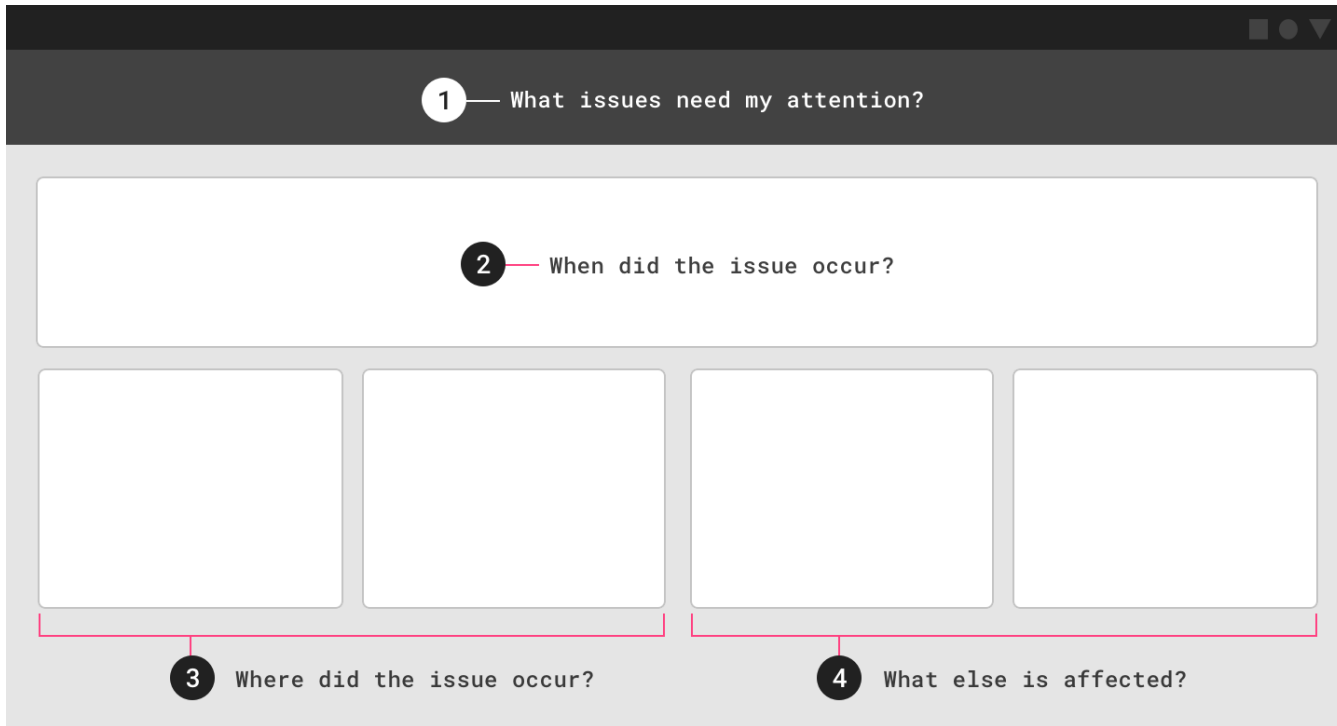 1 What issues need my attention?
2 When did the issue occur?
3 Where did the issue occur?
4 What else is affected?